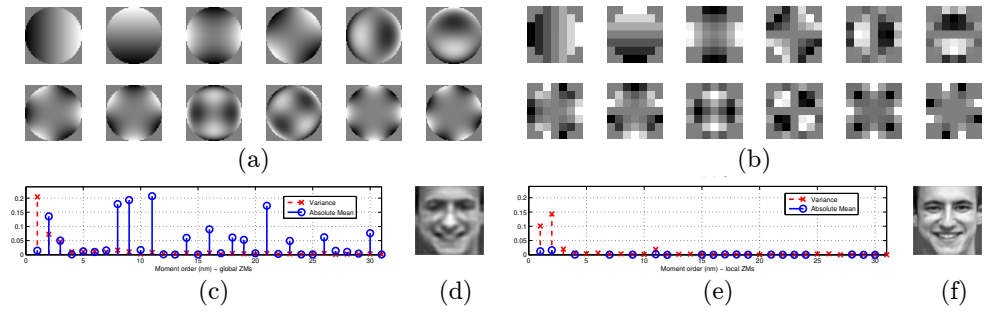 (a)
(b)
0.2
0.15
0.1
0.05
0
Variance
Absolute Mean
0 5 10 15 20 25 30
Moment order (nm) − global ZMs
0.2
0.15
0.1
0.05
0
Variance
Absolute Mean
0 5 10 15 20 25 30
Moment order (nm) − local ZMs
(c)
(d)
(e)
(f)